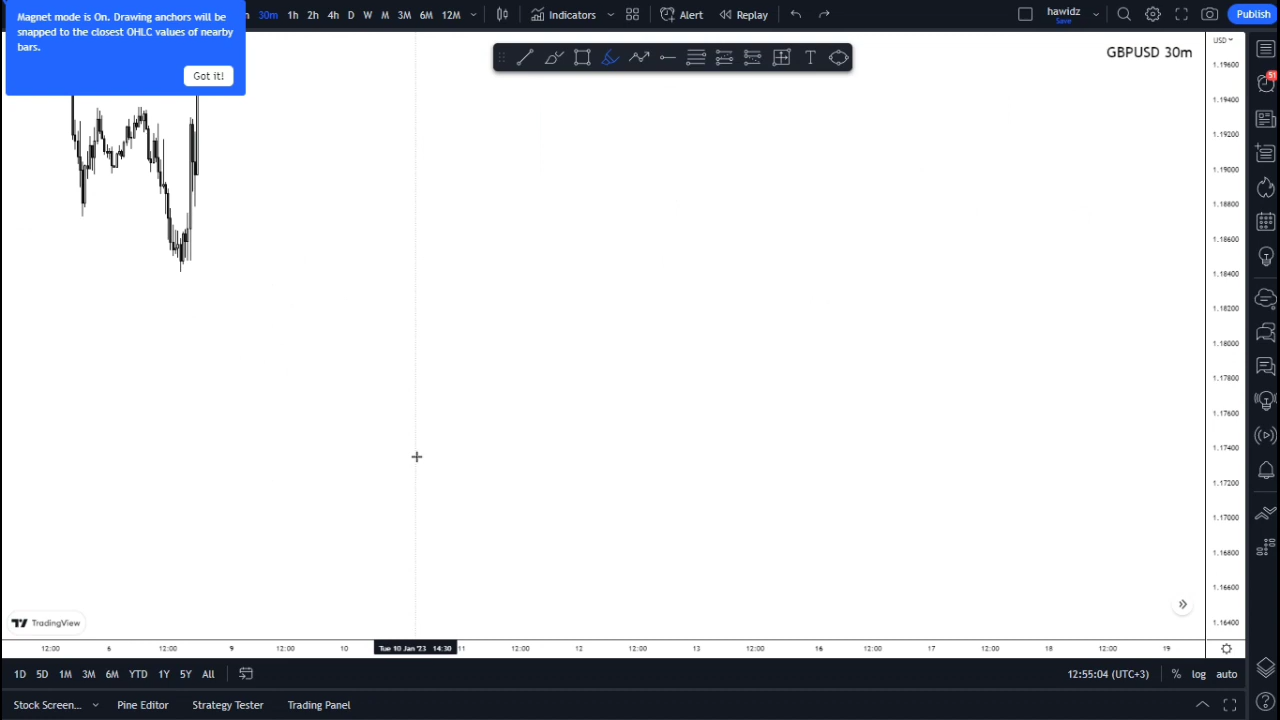 Magnet mode is On. Drawing anchors will be
snapped to the closest OHLC values of nearby
bars.
Got it!
30m 1h 2h 4h D W M 3M 6M 12M Indicators Alert Replay
hawidz
Save
Publish
GBPUSD 30m
USD
1.19600
1.19400
1.19200
1.19000
1.18800
1.18600
1.18400
1.18200
1.18000
1.17800
1.17600
1.17400
1.17200
1.17000
1.16800
1.16600
1.16400
51
TradingView
12:00 6 12:00 9 12:00 10 Tue 10 Jan '23 14:30 11 12:00 12 12:00 13 12:00 16 12:00 17 12:00 18 12:00 19
1D 5D 1M 3M 6M YTD 1Y 5Y All 12:55:04 (UTC+3) % log auto
Stock Screen... Pine Editor Strategy Tester Trading Panel